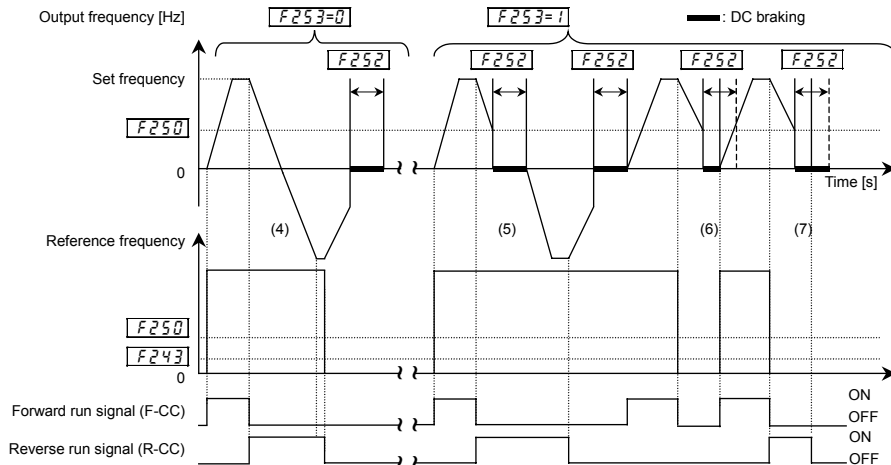 Output frequency [Hz]
F253=0
F253=1
: DC braking
F252
F252
F252
F252
F252
Set frequency
F250
0
Time [s]
(4)
(5)
(6)
(7)
Reference frequency
F250
F243
0
Forward run signal (F-CC)
ON
OFF
Reverse run signal (R-CC)
ON
OFF